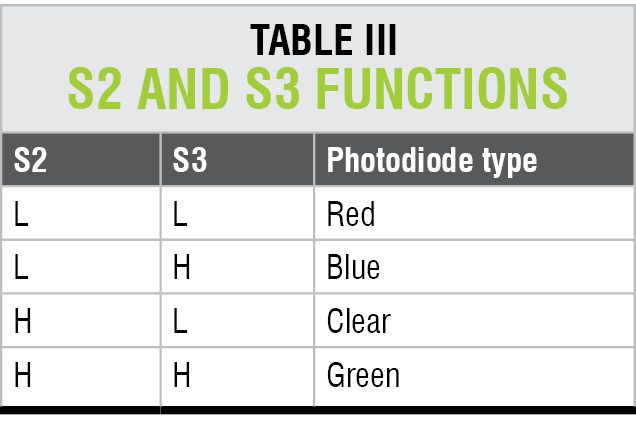 TABLE III
S2 AND S3 FUNCTIONS
S2 S3 Photodiode type
L L Red
L H Blue
H L Clear
H H Green